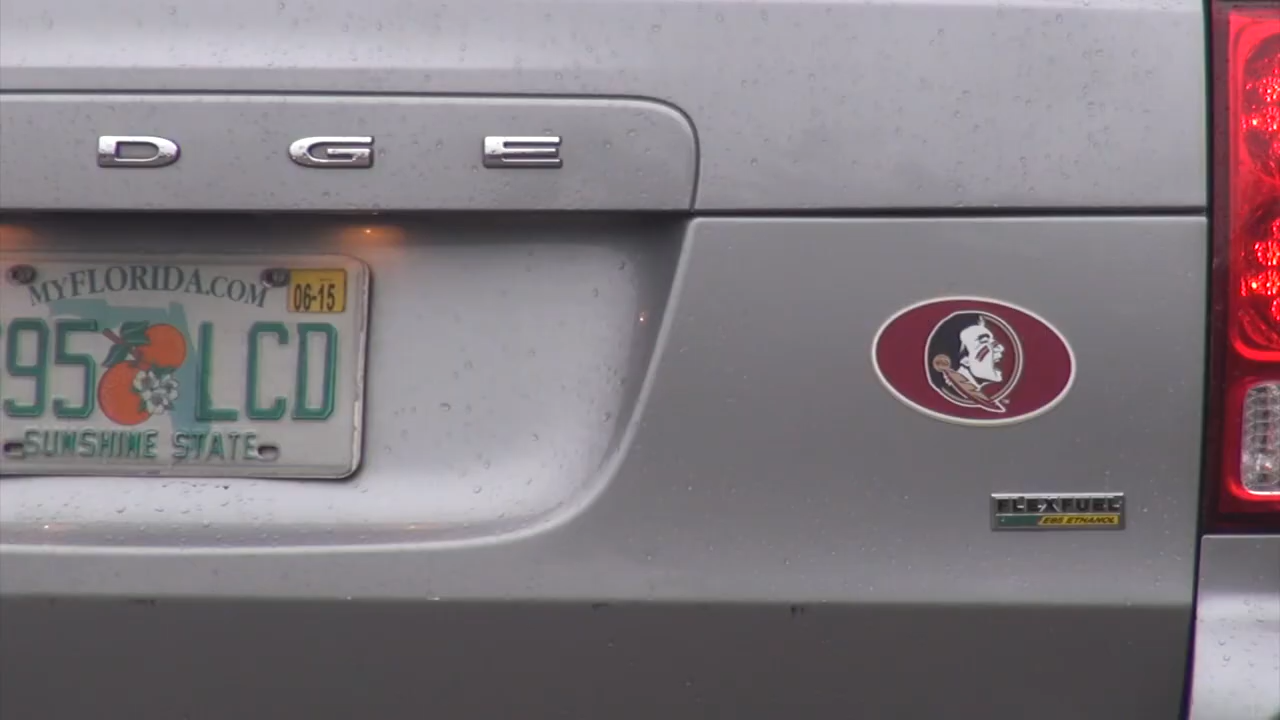 DGE
MYFLORIDA.COM
06-15
95 LCD
SUNSHINE STATE
FLEXFUEL
E85 ETHANOL